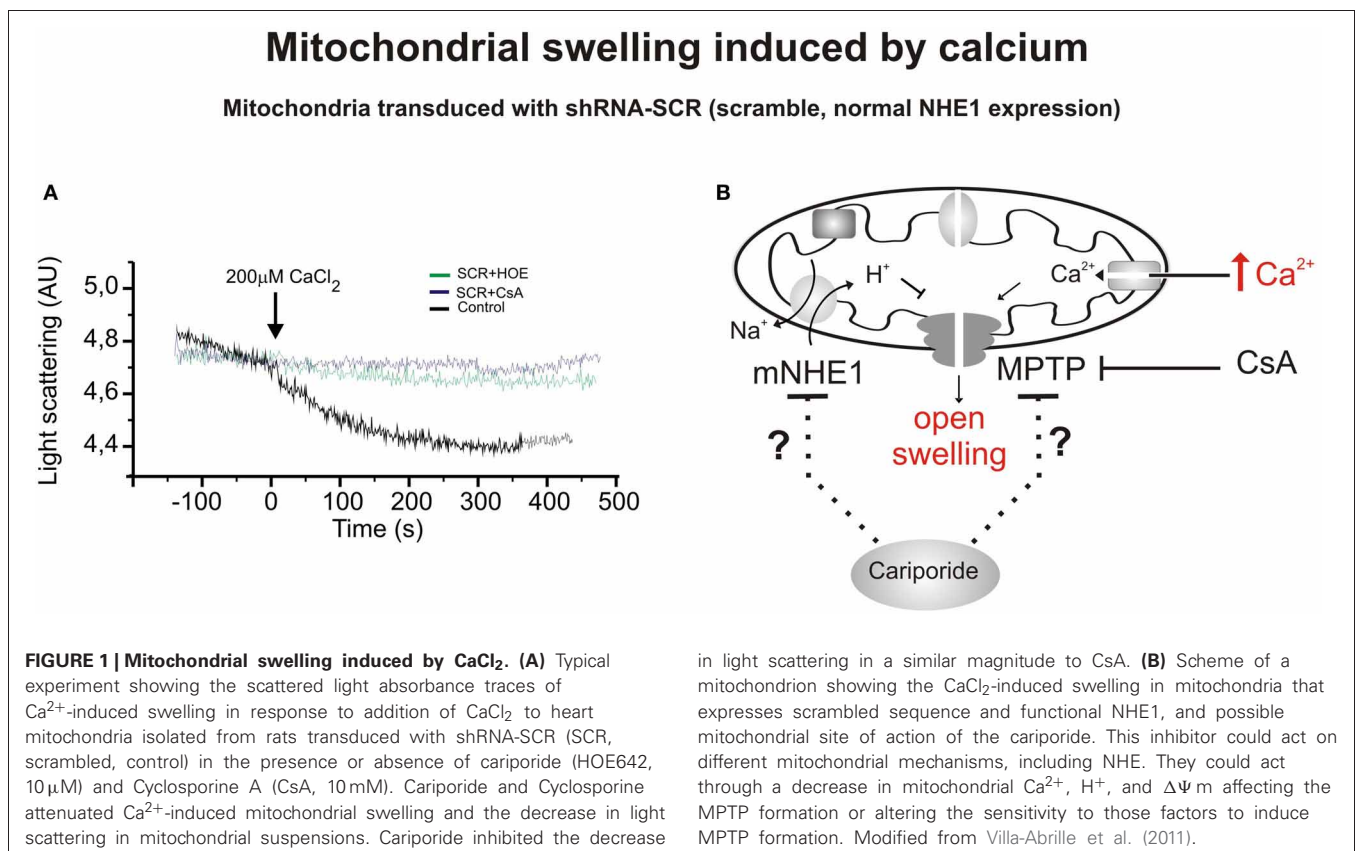 Mitochondrial swelling induced by calcium
Mitochondria transduced with shRNA-SCR (scramble, normal NHE1 expression)
A
200µM CaCl₂
SCR+HOE
SCR+CsA
Control
Light scattering (AU)
5,0
4,8
4,6
4,4
-100 0 100 200 300 400 500
Time (s)
B
H⁺
Ca²⁺
Ca²⁺
Na⁺
mNHE1
MPTP
CsA
open
swelling
?
?
Cariporide
FIGURE 1 | Mitochondrial swelling induced by CaCl₂. (A) Typical
experiment showing the scattered light absorbance traces of
Ca²⁺-induced swelling in response to addition of CaCl₂ to heart
mitochondria isolated from rats transduced with shRNA-SCR (SCR,
scrambled, control) in the presence or absence of cariporide (HOE642,
10 µM) and Cyclosporine A (CsA, 10 mM). Cariporide and Cyclosporine
attenuated Ca²⁺-induced mitochondrial swelling and the decrease in light
scattering in mitochondrial suspensions. Cariporide inhibited the decrease
in light scattering in a similar magnitude to CsA. (B) Scheme of a
mitochondrion showing the CaCl₂-induced swelling in mitochondria that
expresses scrambled sequence and functional NHE1, and possible
mitochondrial site of action of the cariporide. This inhibitor could act on
different mitochondrial mechanisms, including NHE. They could act
through a decrease in mitochondrial Ca²⁺, H⁺, and ΔΨm affecting the
MPTP formation or altering the sensitivity to those factors to induce
MPTP formation. Modified from Villa-Abrille et al. (2011).